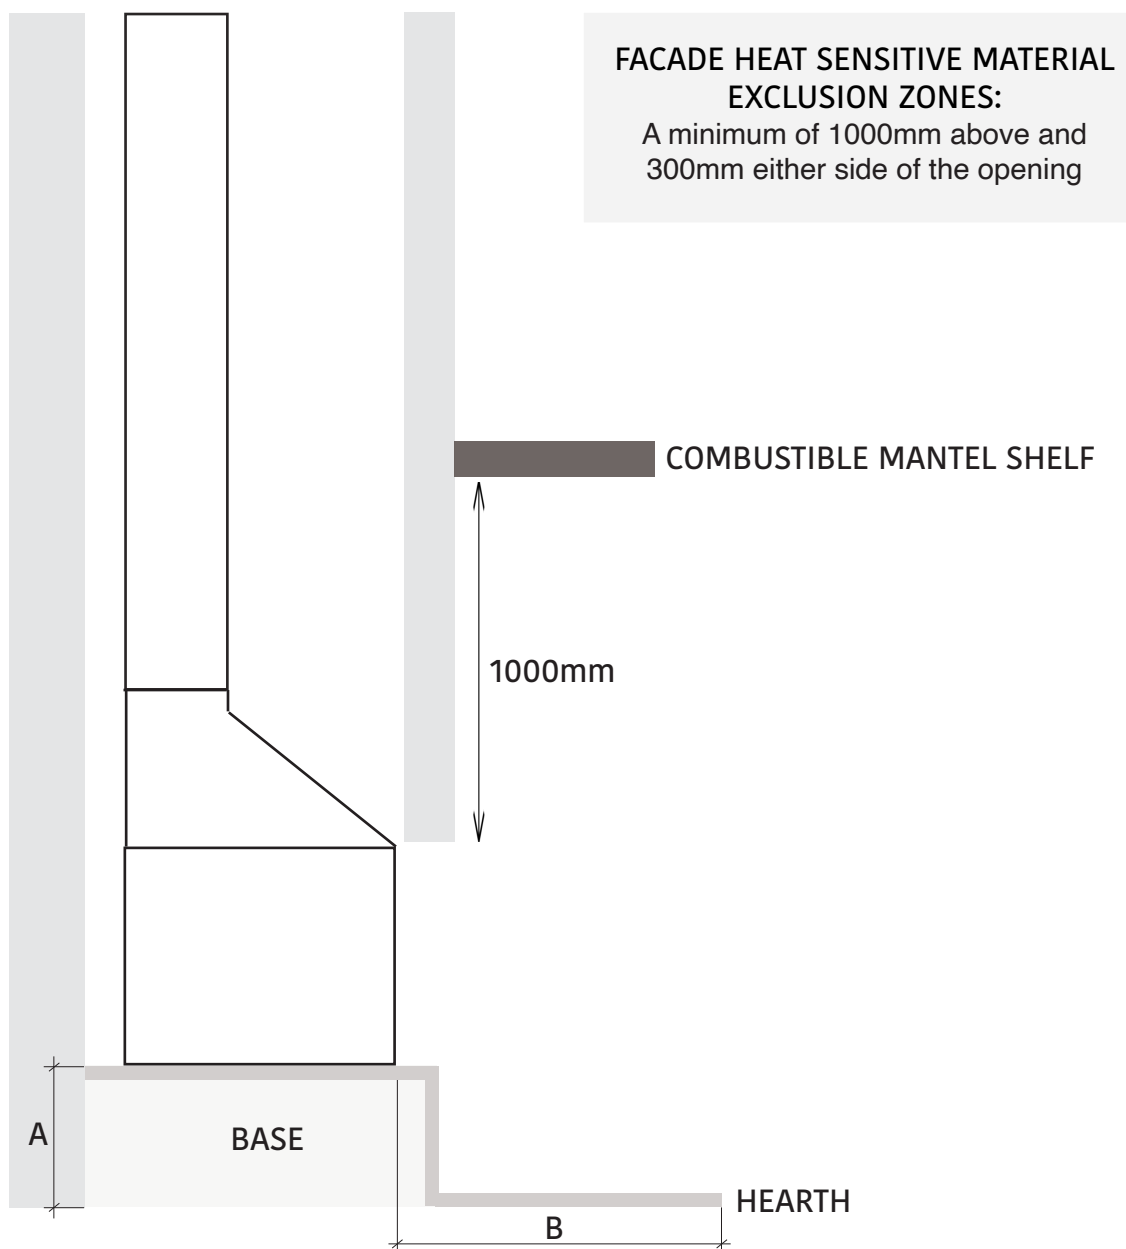 FACADE HEAT SENSITIVE MATERIAL
EXCLUSION ZONES:
A minimum of 1000mm above and
300mm either side of the opening
COMBUSTIBLE MANTEL SHELF
1000mm
A
BASE
HEARTH
B